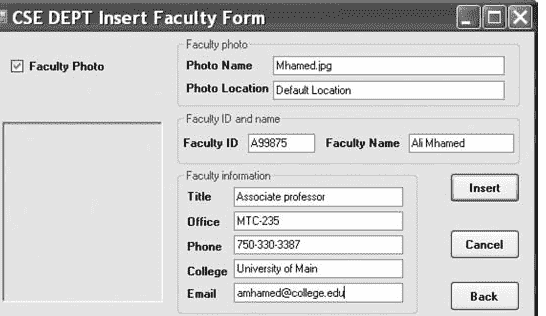 CSE DEPT Insert Faculty Form
Faculty Photo
Faculty photo
Photo Name Mhamed.jpg
Photo Location Default Location
Faculty ID and name
Faculty ID A99875 Faculty Name Ali Mhamed
Faculty information
Title Associate professor
Office MTC-235
Phone 750-330-3387
College University of Main
Email amhamed@college.edu
Insert
Cancel
Back